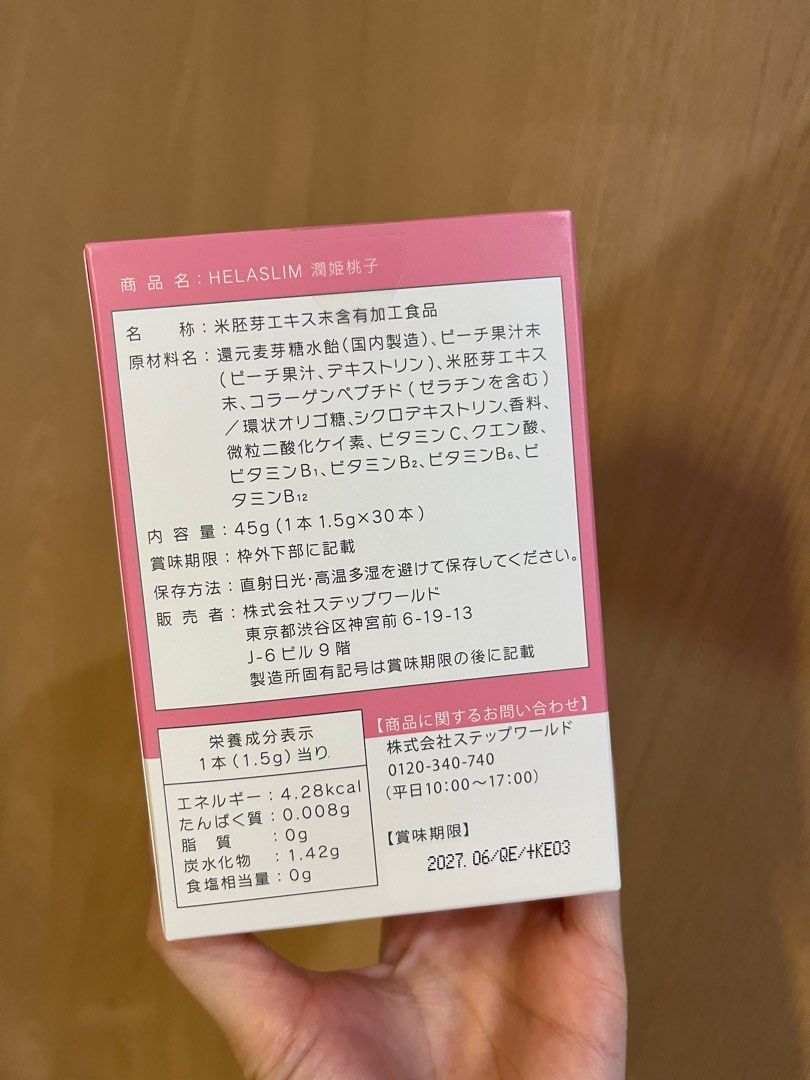 商品名：HELASLIM 潤姫桃子
名　称：米胚芽エキス末含有加工食品
原材料名：還元麦芽糖水飴（国内製造）、ピーチ果汁末
（ピーチ果汁、デキストリン）、米胚芽エキス
末、コラーゲンペプチド（ゼラチンを含む）
／環状オリゴ糖、シクロデキストリン、香料、
微粒二酸化ケイ素、ビタミンC、クエン酸、
ビタミンB₁、ビタミンB₂、ビタミンB₆、ビ
タミンB₁₂
内容量：45g（1本 1.5g×30本）
賞味期限：枠外下部に記載
保存方法：直射日光・高温多湿を避けて保存してください。
販売者：株式会社ステップワールド
東京都渋谷区神宮前 6-19-13
J-6 ビル 9 階
製造所固有記号は賞味期限の後に記載
栄養成分表示
1本（1.5g）当り
エネルギー：4.28kcal
たんぱく質：0.008g
脂　質　：0g
炭水化物　：1.42g
食塩相当量：0g
【商品に関するお問い合わせ】
株式会社ステップワールド
0120-340-740
（平日10:00～17:00）
【賞味期限】
2027.06/QE/+KE03